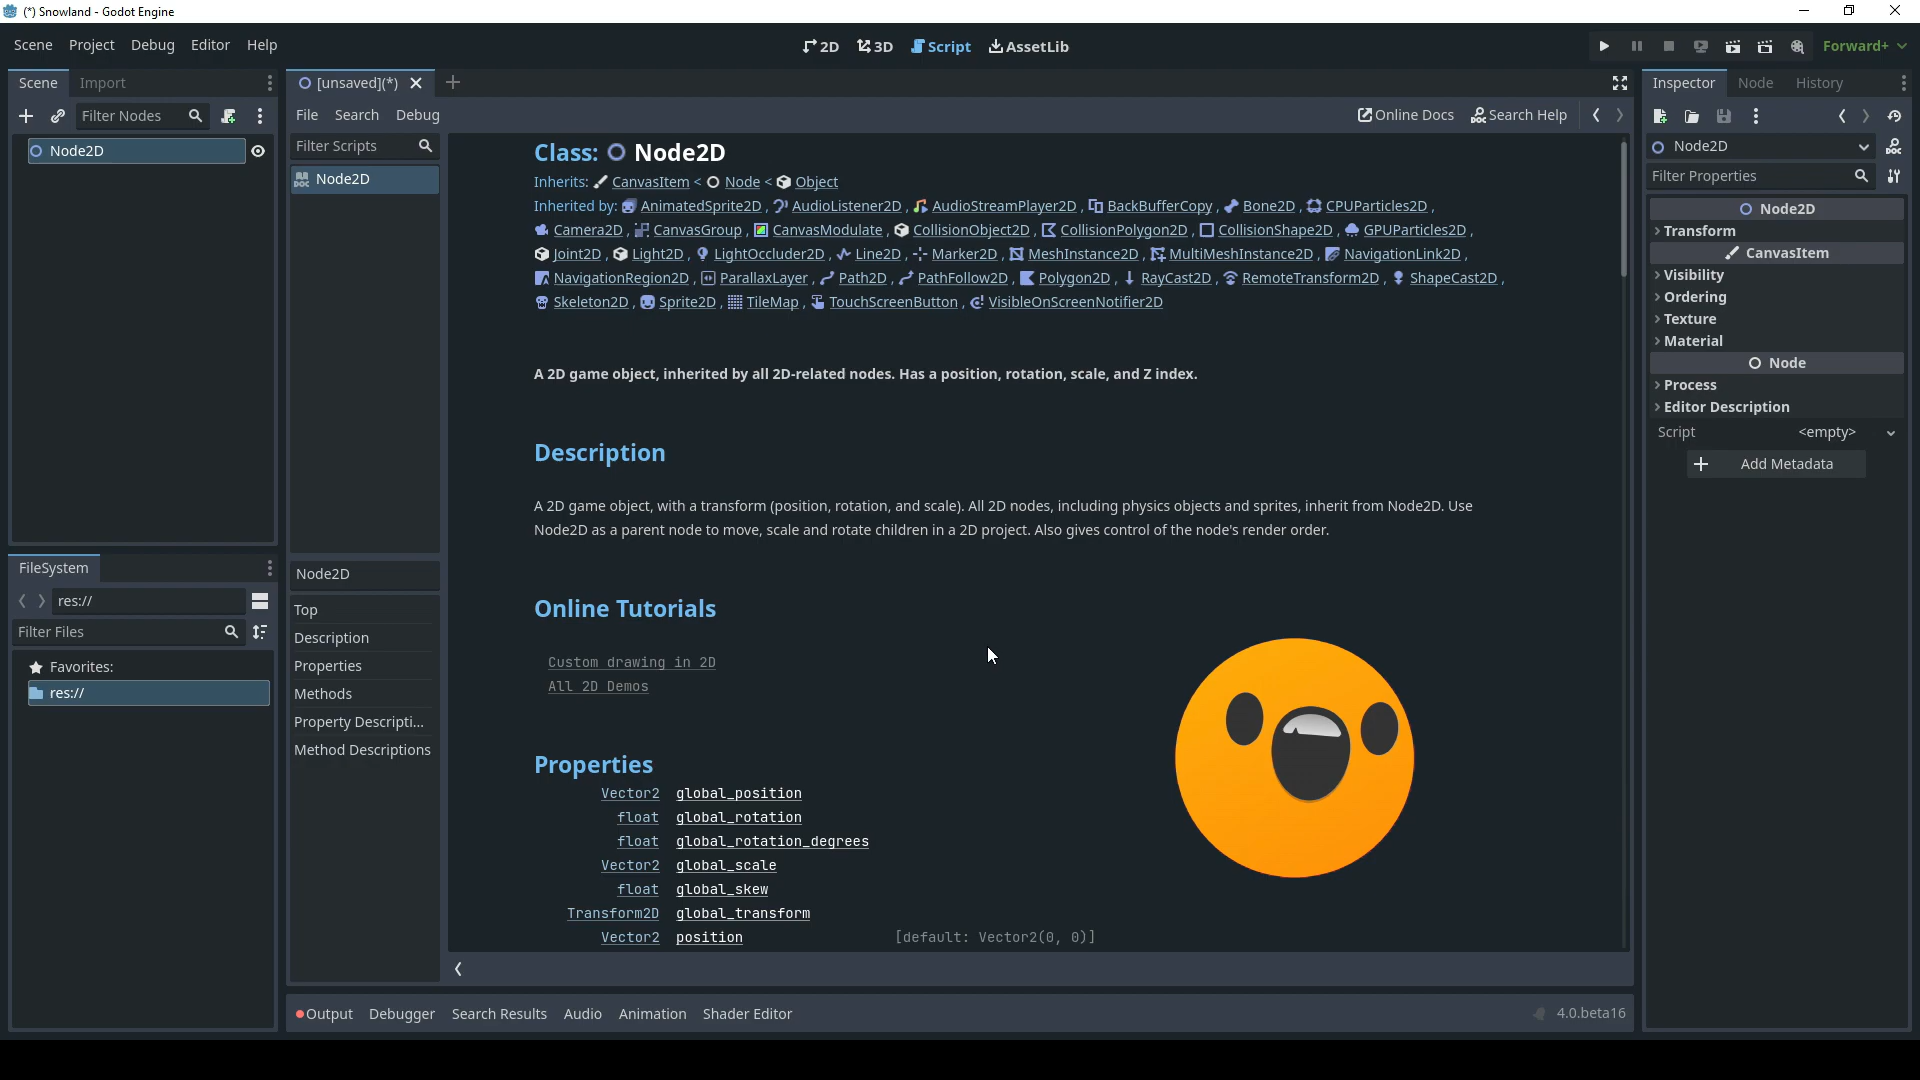 (*) Snowland - Godot Engine
Scene Project Debug Editor Help
2D 3D Script AssetLib
Forward+
Scene Import
Filter Nodes
Node2D
FileSystem
res://
Filter Files
Favorites:
res://
[unsaved](*)
File Search Debug
Online Docs Search Help
Filter Scripts
Node2D
Node2D
Top
Description
Properties
Methods
Property Descripti...
Method Descriptions
Class: Node2D
Inherits: CanvasItem < Node < Object
Inherited by: AnimatedSprite2D , AudioListener2D , AudioStreamPlayer2D , BackBufferCopy , Bone2D , CPUParticles2D ,
Camera2D , CanvasGroup , CanvasModulate , CollisionObject2D , CollisionPolygon2D , CollisionShape2D , GPUParticles2D ,
Joint2D , Light2D , LightOccluder2D , Line2D , Marker2D , MeshInstance2D , MultiMeshInstance2D , NavigationLink2D ,
NavigationRegion2D , ParallaxLayer , Path2D , PathFollow2D , Polygon2D , RayCast2D , RemoteTransform2D , ShapeCast2D ,
Skeleton2D , Sprite2D , TileMap , TouchScreenButton , VisibleOnScreenNotifier2D
A 2D game object, inherited by all 2D-related nodes. Has a position, rotation, scale, and Z index.
Description
A 2D game object, with a transform (position, rotation, and scale). All 2D nodes, including physics objects and sprites, inherit from Node2D. Use
Node2D as a parent node to move, scale and rotate children in a 2D project. Also gives control of the node's render order.
Online Tutorials
Custom drawing in 2D
All 2D Demos
Properties
Vector2 global_position
float global_rotation
float global_rotation_degrees
Vector2 global_scale
float global_skew
Transform2D global_transform
Vector2 position [default: Vector2(0, 0)]
Output Debugger Search Results Audio Animation Shader Editor
4.0.beta16
Inspector Node History
Node2D
Filter Properties
Node2D
Transform
CanvasItem
Visibility
Ordering
Texture
Material
Node
Process
Editor Description
Script <empty>
Add Metadata